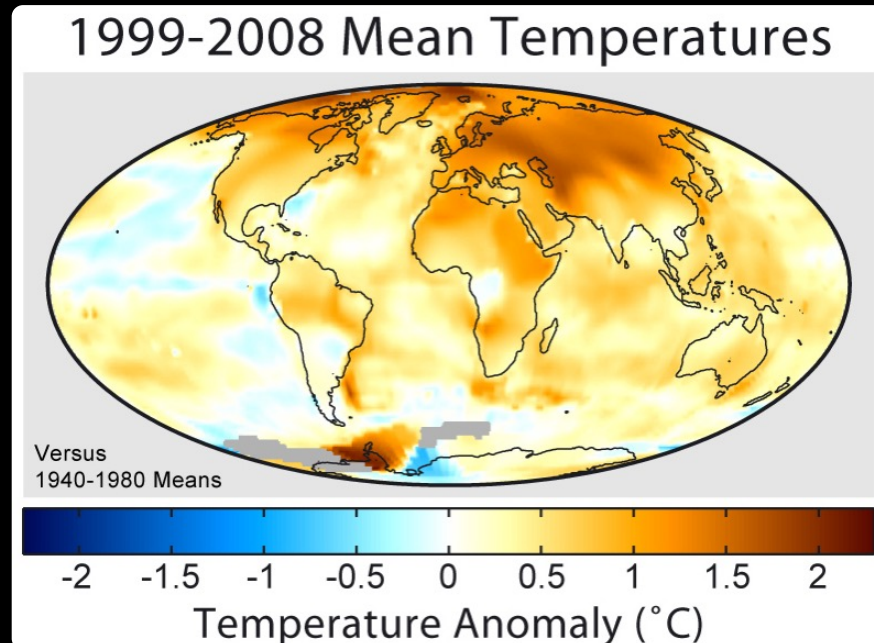 1999-2008 Mean Temperatures
Versus
1940-1980 Means
-2 -1.5 -1 -0.5 0 0.5 1 1.5 2
Temperature Anomaly (˚C)